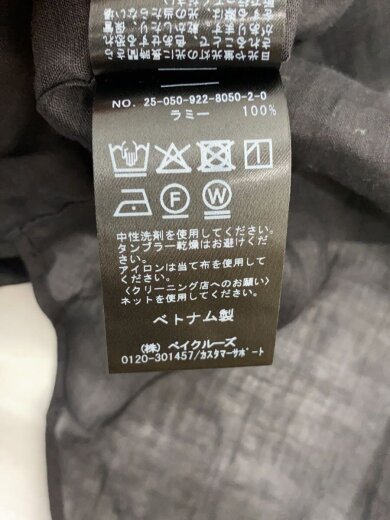 NO. 25-050-922-8050-2-0
ラミー 100%
中性洗剤を使用してください。
タンブラー乾燥はお避けくだ
さい。
アイロンは当て布を使用して
ください。
〈クリーニング店へのお願い〉
ネットを使用してください。
ベトナム製
(株) ベイクルーズ
0120-301457/カスタマーサポート